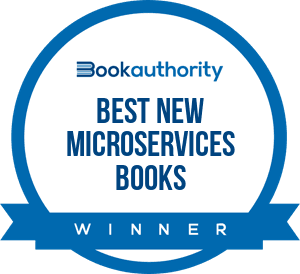 Bookauthority
BEST NEW
MICROSERVICES
BOOKS
WINNER